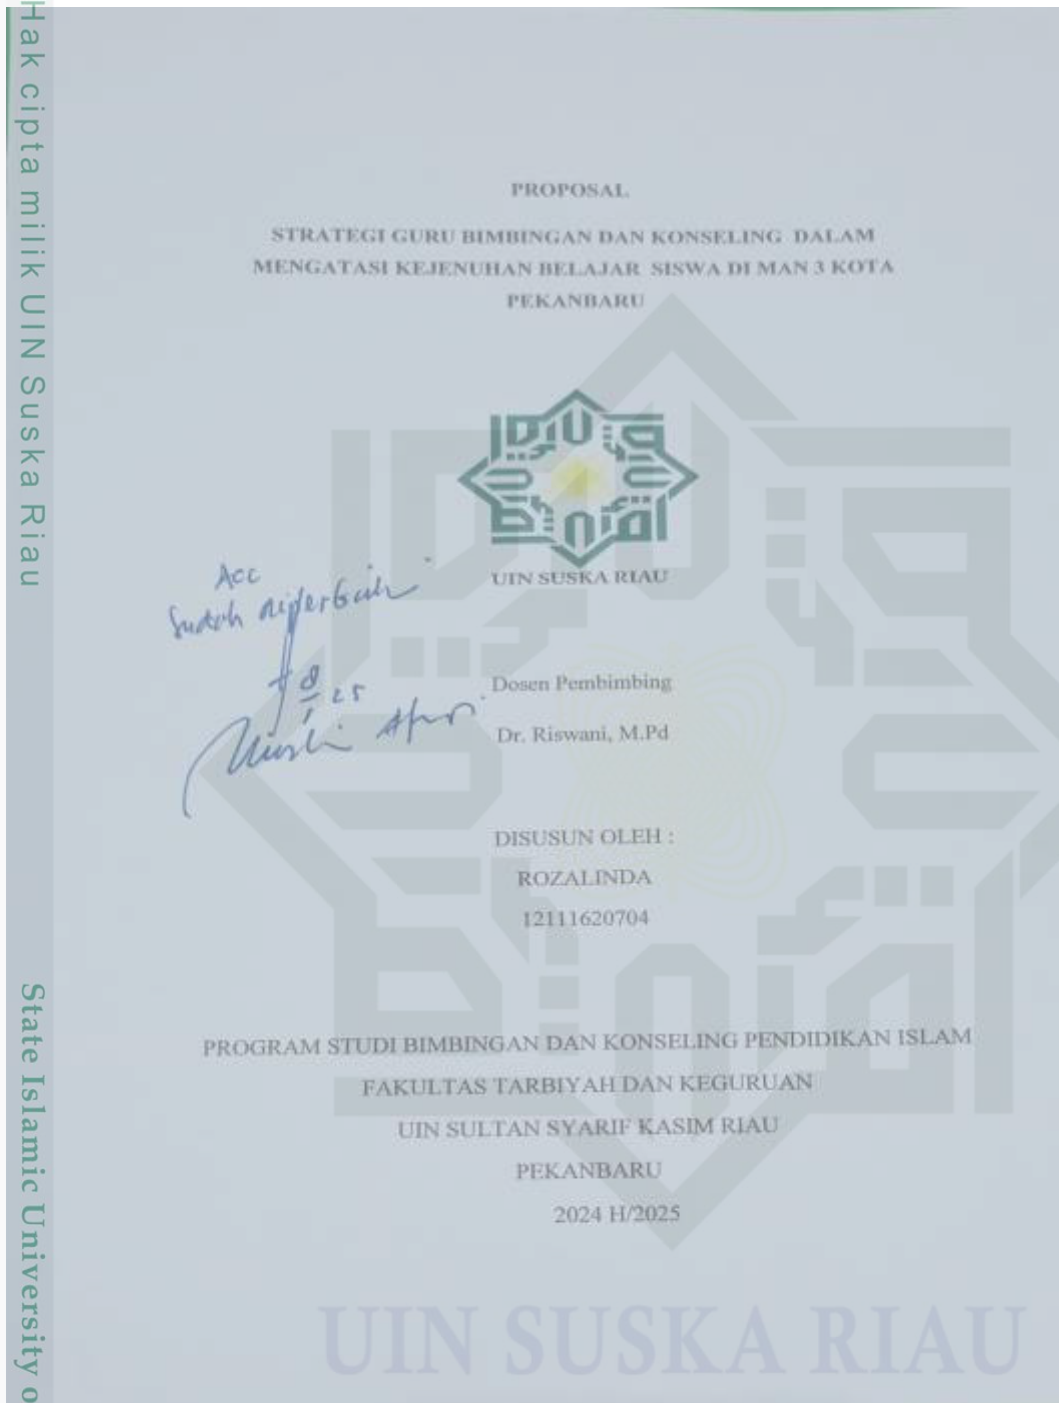 Hak cipta milik UIN Suska Riau
State Islamic University o
PROPOSAL
STRATEGI GURU BIMBINGAN DAN KONSELING DALAM
MENGATASI KEJENUHAN BELAJAR SISWA DI MAN 3 KOTA
PEKANBARU
UIN SUSKA RIAU
Acc
Sudah diperbaiki
8/1 25
Dosen Pembimbing
Dr. Riswani, M.Pd
DISUSUN OLEH :
ROZALINDA
12111620704
PROGRAM STUDI BIMBINGAN DAN KONSELING PENDIDIKAN ISLAM
FAKULTAS TARBIYAH DAN KEGURUAN
UIN SULTAN SYARIF KASIM RIAU
PEKANBARU
2024 H/2025
UIN SUSKA RIAU